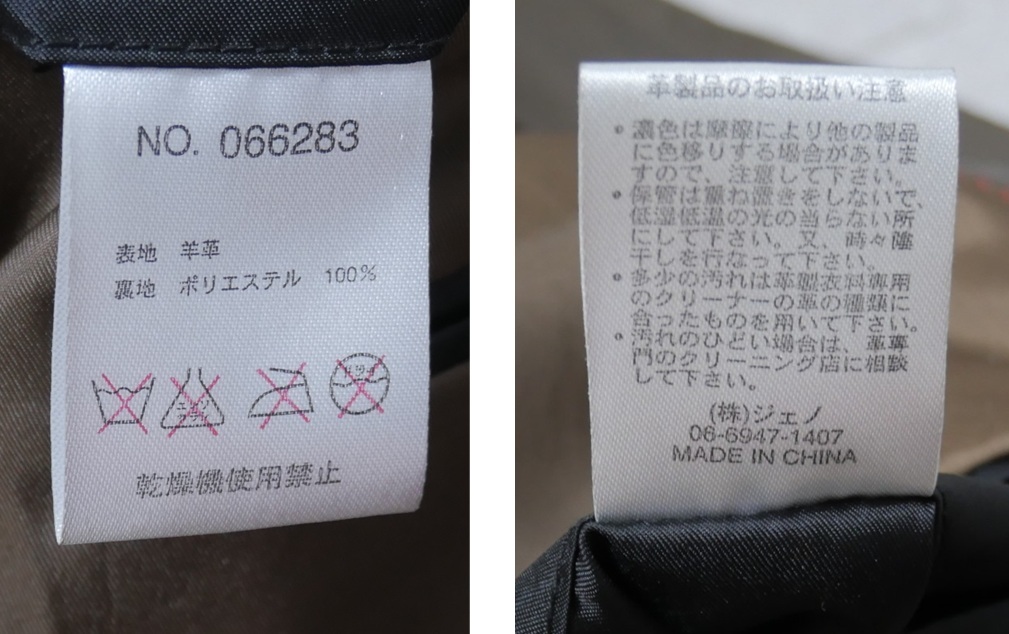 NO. 066283
表地 羊革
裏地 ポリエステル 100%
エンソ
サラシ
ドライ
乾燥機使用禁止
革製品のお取扱い注意
• 濃色は摩擦により他の製品
に色移りする場合がありま
すので、注意して下さい。
• 保管は重ね置きをしないで、
低湿低温の光の当らない所
にして下さい。又、時々陰
干しを行なって下さい。
• 多少の汚れは革製衣料専用
のクリーナーの革の種類に
合ったものを用いて下さい。
• 汚れのひどい場合は、革専
門のクリーニング店に相談
して下さい。
(株)ジェノ
06-6947-1407
MADE IN CHINA